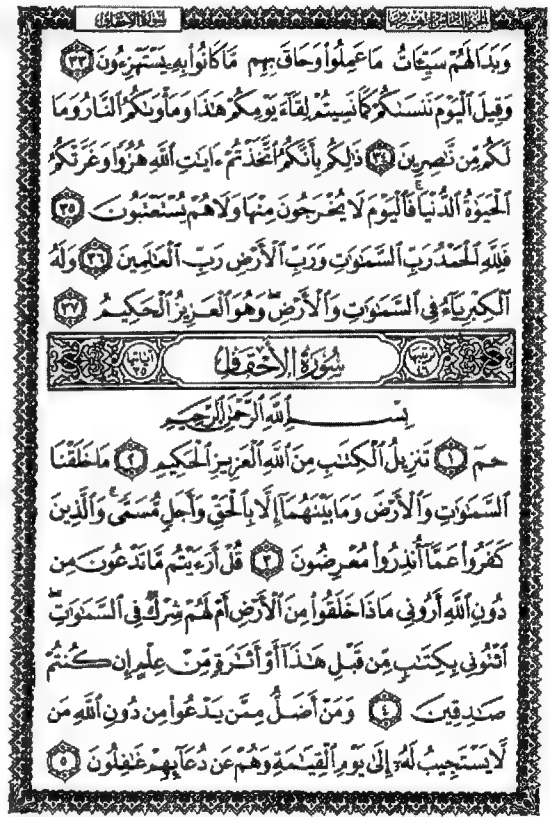 الجزء السادس والعشرون
سورة الأحقاف
وَبَدَا لَهُمْ سَيِّـَٔاتُ مَا عَمِلُوا۟ وَحَاقَ بِهِم مَّا كَانُوا۟ بِهِۦ يَسْتَهْزِءُونَ ٣٣
وَقِيلَ ٱلْيَوْمَ نَنسَىٰكُمْ كَمَا نَسِيتُمْ لِقَآءَ يَوْمِكُمْ هَٰذَا وَمَأْوَىٰكُمُ ٱلنَّارُ وَمَا
لَكُم مِّن نَّٰصِرِينَ ٣٤ ذَٰلِكُم بِأَنَّكُمُ ٱتَّخَذْتُمْ ءَايَٰتِ ٱللَّهِ هُزُوًا وَغَرَّتْكُمُ
ٱلْحَيَوٰةُ ٱلدُّنْيَا ۚ فَٱلْيَوْمَ لَا يُخْرَجُونَ مِنْهَا وَلَا هُمْ يُسْتَعْتَبُونَ ٣٥
فَلِلَّهِ ٱلْحَمْدُ رَبِّ ٱلسَّمَٰوَٰتِ وَرَبِّ ٱلْأَرْضِ رَبِّ ٱلْعَٰلَمِينَ ٣٦ وَلَهُ
ٱلْكِبْرِيَآءُ فِى ٱلسَّمَٰوَٰتِ وَٱلْأَرْضِ ۖ وَهُوَ ٱلْعَزِيزُ ٱلْحَكِيمُ ٣٧
ترتيبها ٤٦ سُورَةُ الأَحْقَافِ آياتها ٣٥
بِسْمِ ٱللَّهِ ٱلرَّحْمَٰنِ ٱلرَّحِيمِ
حمٓ ١ تَنزِيلُ ٱلْكِتَٰبِ مِنَ ٱللَّهِ ٱلْعَزِيزِ ٱلْحَكِيمِ ٢ مَا خَلَقْنَا
ٱلسَّمَٰوَٰتِ وَٱلْأَرْضَ وَمَا بَيْنَهُمَآ إِلَّا بِٱلْحَقِّ وَأَجَلٍ مُّسَمًّى ۚ وَٱلَّذِينَ
كَفَرُوا۟ عَمَّآ أُنذِرُوا۟ مُعْرِضُونَ ٣ قُلْ أَرَءَيْتُم مَّا تَدْعُونَ مِن
دُونِ ٱللَّهِ أَرُونِى مَاذَا خَلَقُوا۟ مِنَ ٱلْأَرْضِ أَمْ لَهُمْ شِرْكٌ فِى ٱلسَّمَٰوَٰتِ ۖ
ٱئْتُونِى بِكِتَٰبٍ مِّن قَبْلِ هَٰذَآ أَوْ أَثَٰرَةٍ مِّنْ عِلْمٍ إِن كُنتُمْ
صَٰدِقِينَ ٤ وَمَنْ أَضَلُّ مِمَّن يَدْعُوا۟ مِن دُونِ ٱللَّهِ مَن
لَّا يَسْتَجِيبُ لَهُۥٓ إِلَىٰ يَوْمِ ٱلْقِيَٰمَةِ وَهُمْ عَن دُعَآئِهِمْ غَٰفِلُونَ ٥